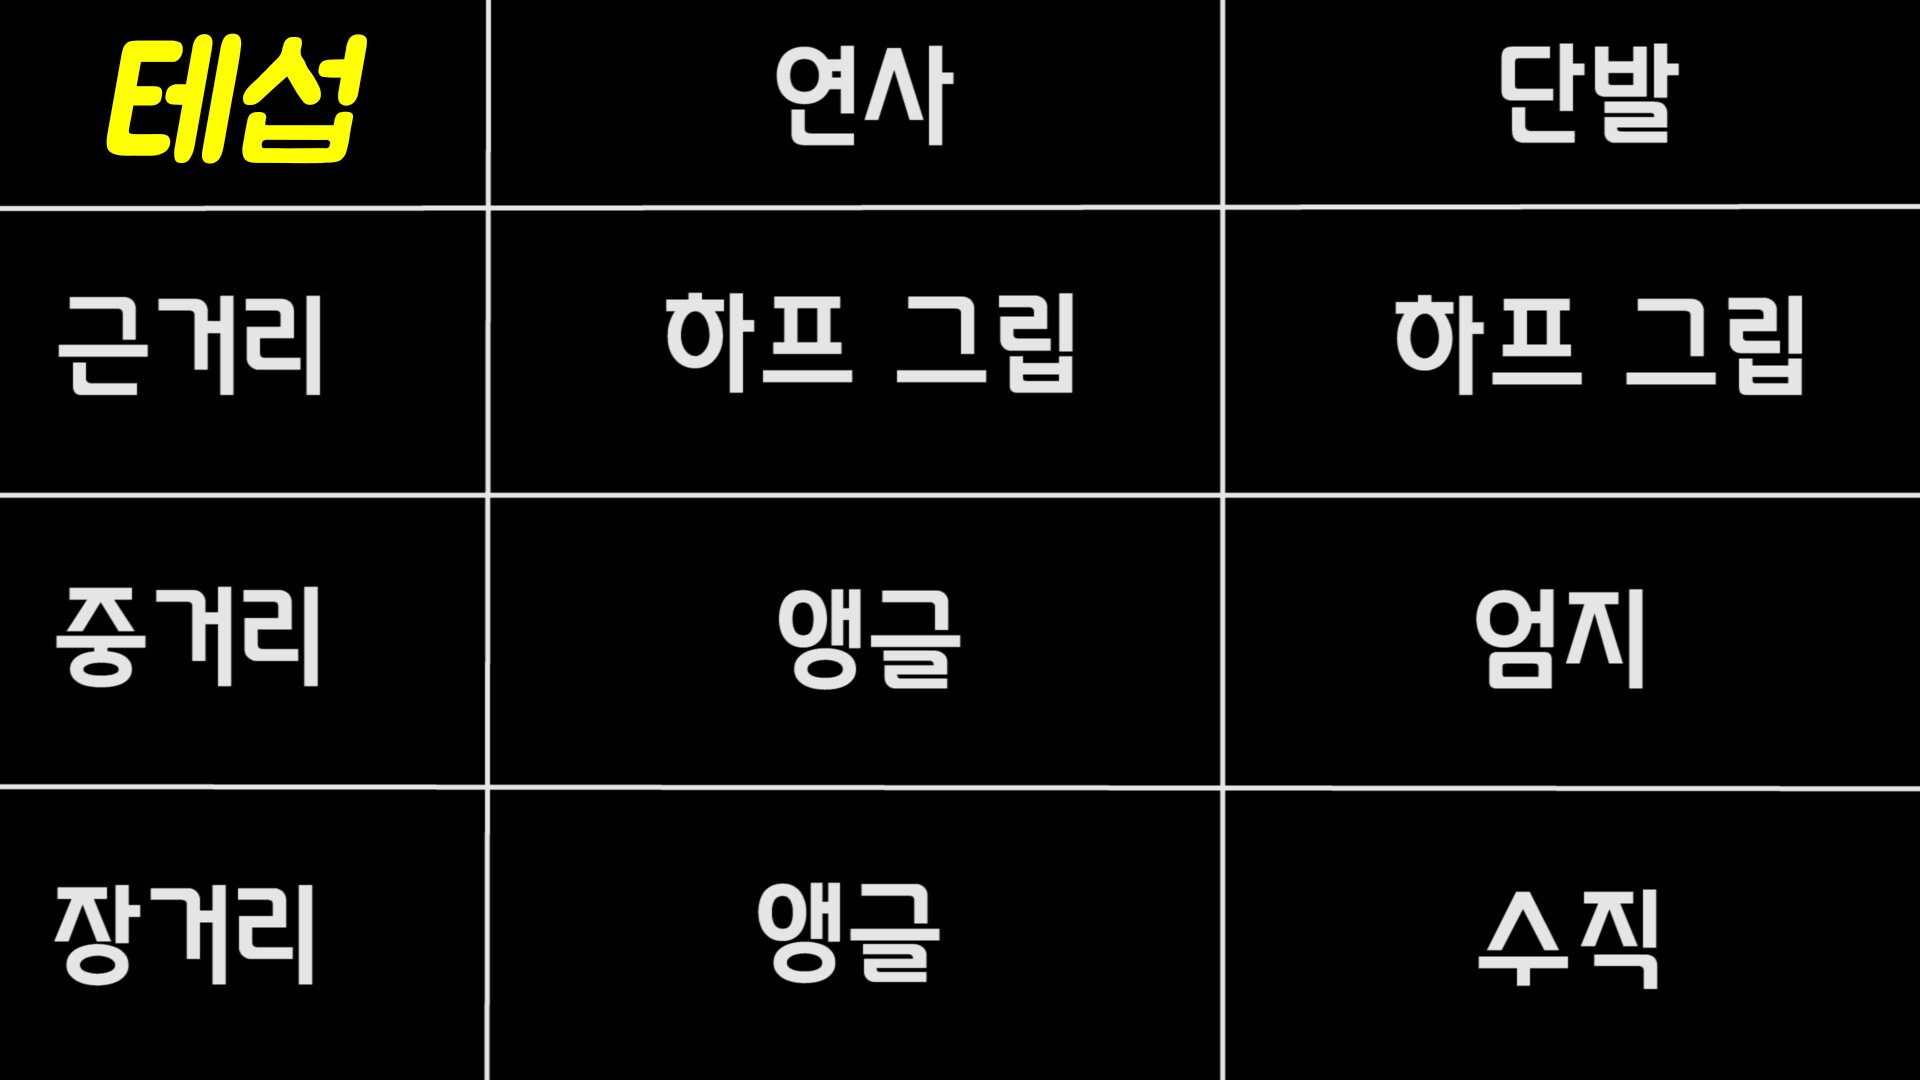 테섭 연사 단발
근거리 하프 그립 하프 그립
중거리 앵글 엄지
장거리 앵글 수직